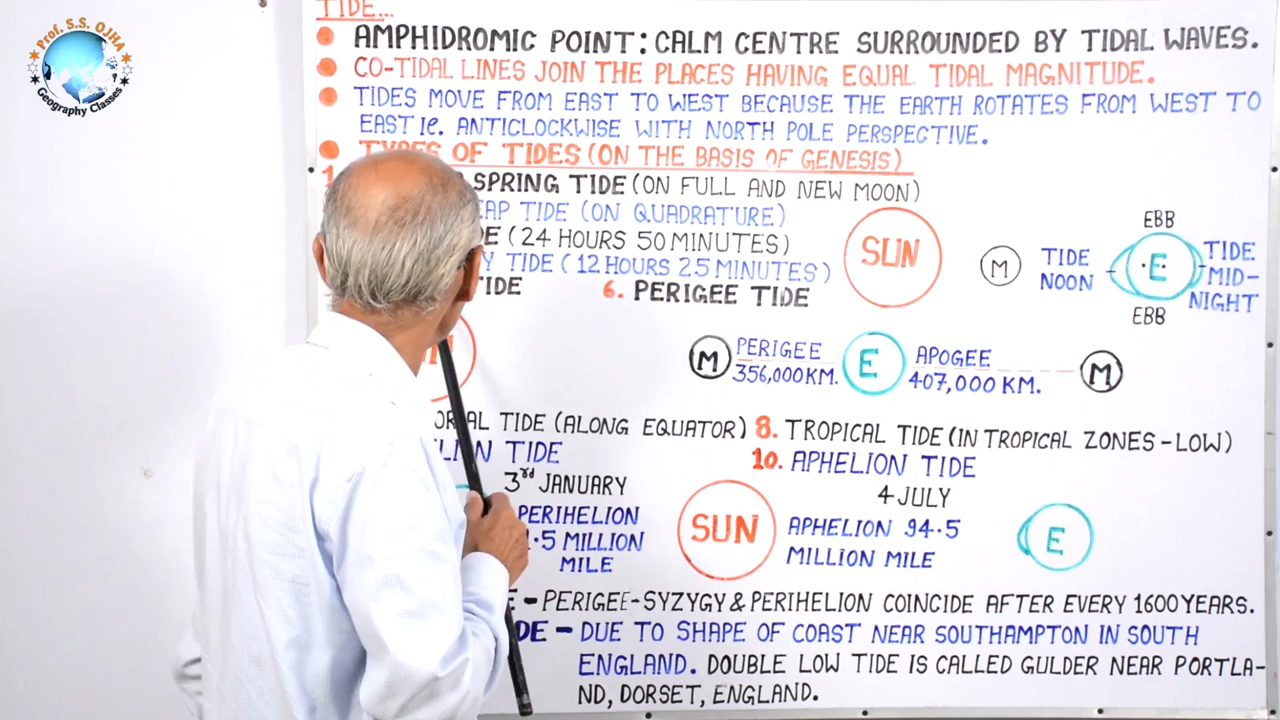 Prof. S.S. OJHA
Geography Classes
TIDE...
AMPHIDROMIC POINT: CALM CENTRE SURROUNDED BY TIDAL WAVES.
CO-TIDAL LINES JOIN THE PLACES HAVING EQUAL TIDAL MAGNITUDE.
TIDES MOVE FROM EAST TO WEST BECAUSE THE EARTH ROTATES FROM WEST TO
EAST Ie. ANTICLOCKWISE WITH NORTH POLE PERSPECTIVE.
TYPES OF TIDES (ON THE BASIS OF GENESIS)
1. SPRING TIDE (ON FULL AND NEW MOON)
EAP TIDE (ON QUADRATURE)
DE (24 HOURS 50 MINUTES)
Y TIDE (12 HOURS 25 MINUTES)
TIDE 6. PERIGEE TIDE
SUN M TIDE NOON E TIDE MID-NIGHT
EBB
EBB
M PERIGEE 356,000 KM. E APOGEE 407,000 KM. M
RIAL TIDE (ALONG EQUATOR) 8. TROPICAL TIDE (IN TROPICAL ZONES - LOW)
LION TIDE 10. APHELION TIDE
3rd JANUARY 4 JULY
PERIHELION SUN APHELION 94.5 E
.5 MILLION MILLION MILE
MILE
E - PERIGEE-SYZYGY & PERIHELION COINCIDE AFTER EVERY 1600 YEARS.
DE - DUE TO SHAPE OF COAST NEAR SOUTHAMPTON IN SOUTH
ENGLAND. DOUBLE LOW TIDE IS CALLED GULDER NEAR PORTLA-
ND, DORSET, ENGLAND.